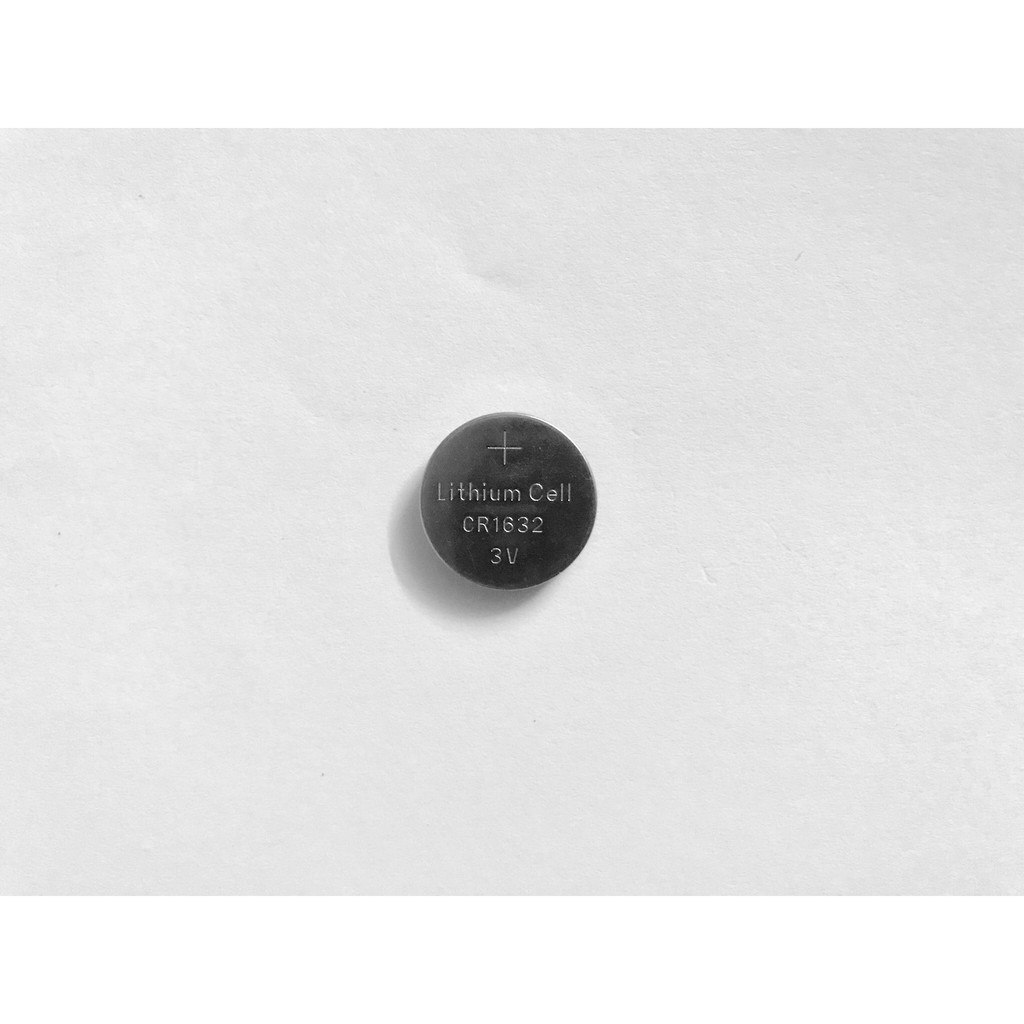 +
Lithium Cell
CR1632
3V